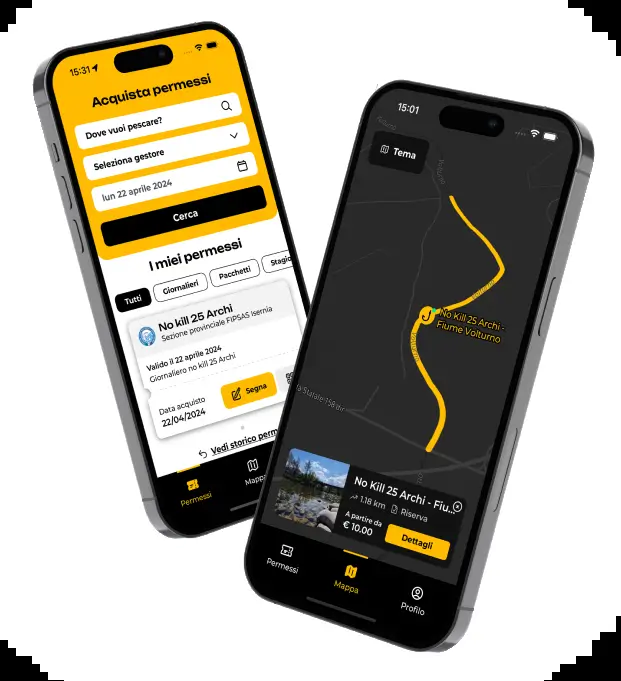 15:31
Acquista permessi
Dove vuoi pescare?
Seleziona gestore
lun 22 aprile 2024
Cerca
I miei permessi
Tutti
Giornalieri
Pacchetti
Stagio
No kill 25 Archi
Sezione provinciale FIPSAS Isernia
Valido il 22 aprile 2024
Giornaliero no kill 25 Archi
Data acquisto
22/04/2024
Segna
Vedi storico perm
Permessi
Mappa
15:01
Tema
No Kill 25 Archi -
Fiume Volturno
No Kill 25 Archi - Fiu...
1.18 km
Riserva
A partire da
€ 10.00
Dettagli
Permessi
Mappa
Profilo